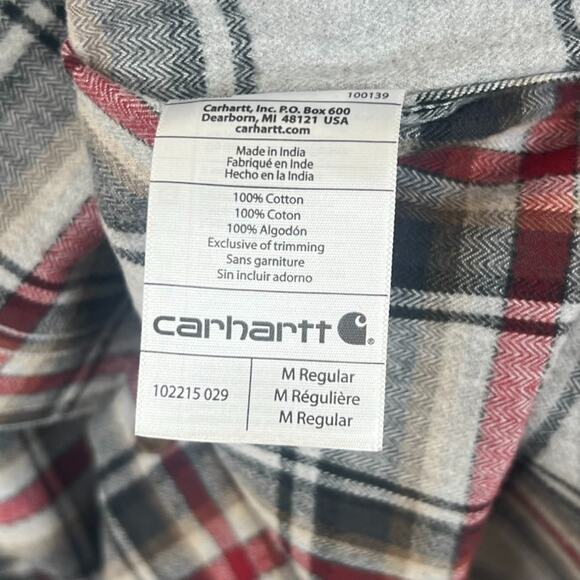 100139
Carhartt, Inc. P.O. Box 600
Dearborn, MI 48121 USA
carhartt.com
Made in India
Fabriqué en Inde
Hecho en la India
100% Cotton
100% Coton
100% Algodón
Exclusive of trimming
Sans garniture
Sin incluir adorno
carhartt
102215 029
M Regular
M Régulière
M Regular